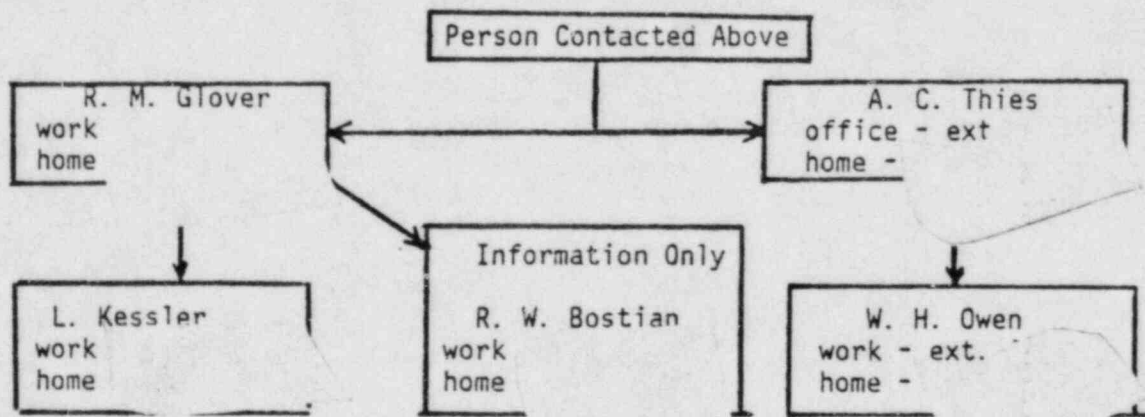 Person Contacted Above
R. M. Glover
work
home
A. C. Thies
office - ext
home -
L. Kessler
work
home
Information Only
R. W. Bostian
work
home
W. H. Owen
work - ext.
home -